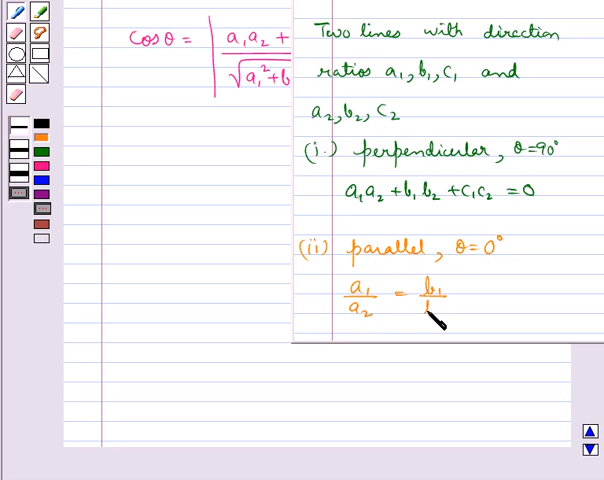 cos θ = | a₁a₂ +
√a₁²+b
Two lines with direction
ratios a₁, b₁, c₁ and
a₂, b₂, c₂
(i.) perpendicular, θ=90°
a₁a₂ + b₁b₂ + c₁c₂ = 0
(ii) parallel, θ=0°
a₁/a₂ = b₁/